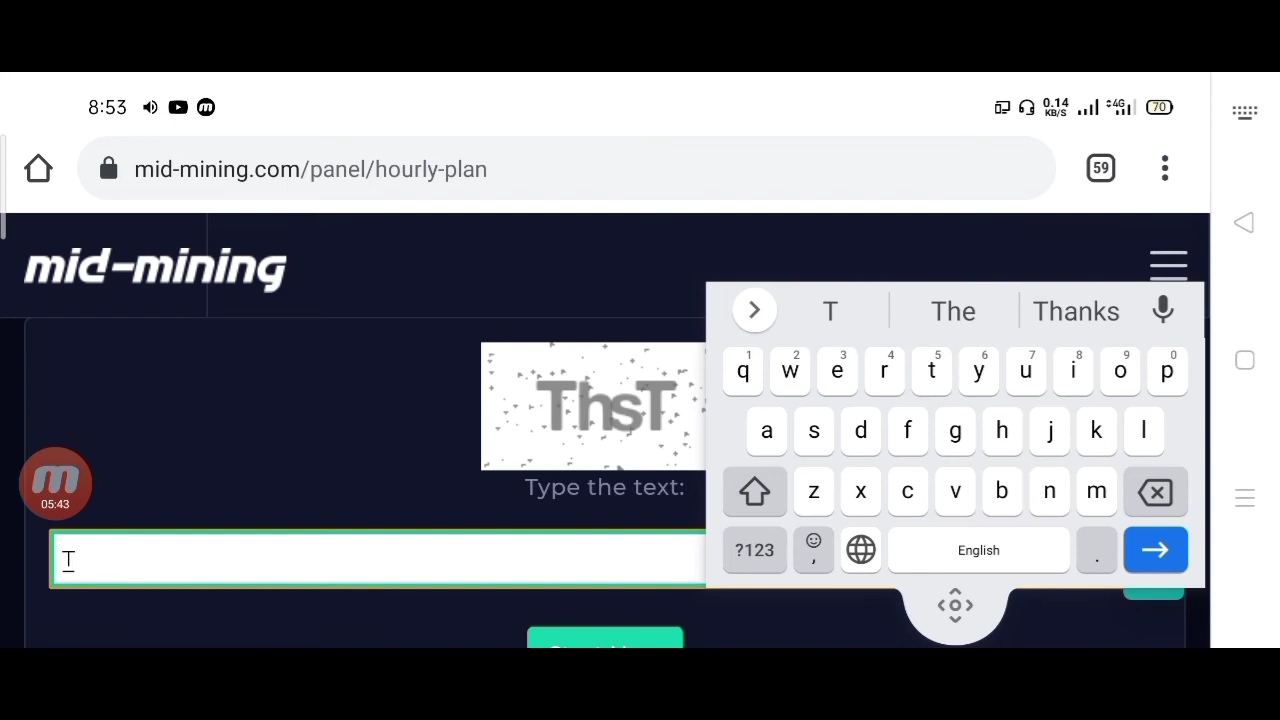 8:53
0.14
KB/S
4G
70
mid-mining.com/panel/hourly-plan
59
mid-mining
T The Thanks
1 2 3 4 5 6 7 8 9 0
q w e r t y u i o p
ThsT
a s d f g h j k l
Type the text:
z x c v b n m
05:43
T
?123 , English .